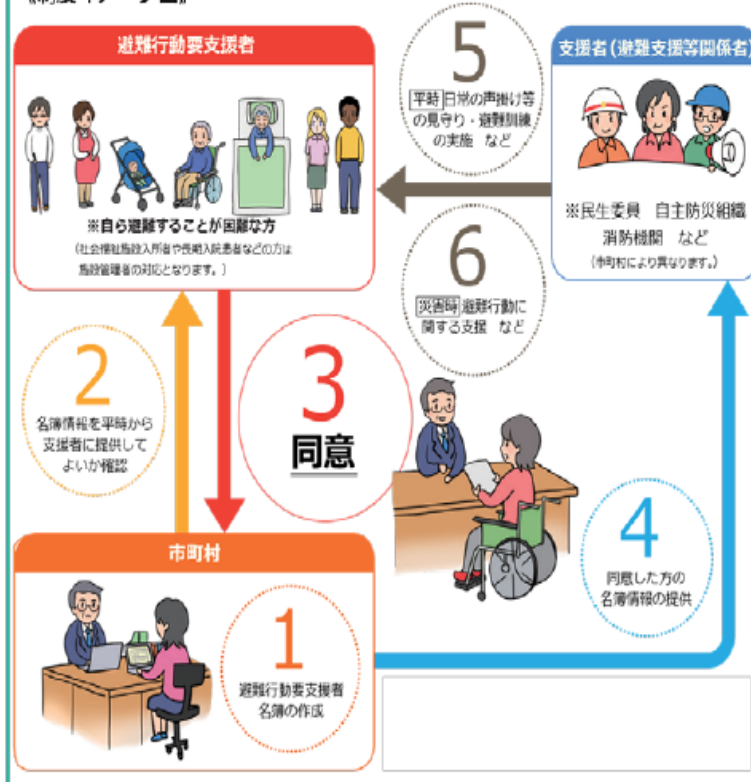 避難行動要支援者
※自ら避難することが困難な方
(社会福祉施設入所者や長期入院患者などの方は
施設管理者の対応となります。)
5
平時 日常の声掛け等
の見守り・避難訓練
の実施 など
支援者(避難支援等関係者)
※民生委員 自主防災組織
消防機関 など
(市町村により異なります。)
6
災害時 避難行動に
関する支援 など
2
名簿情報を平時から
支援者に提供して
よいか確認
3
同意
4
同意した方の
名簿情報の提供
市町村
1
避難行動要支援者
名簿の作成